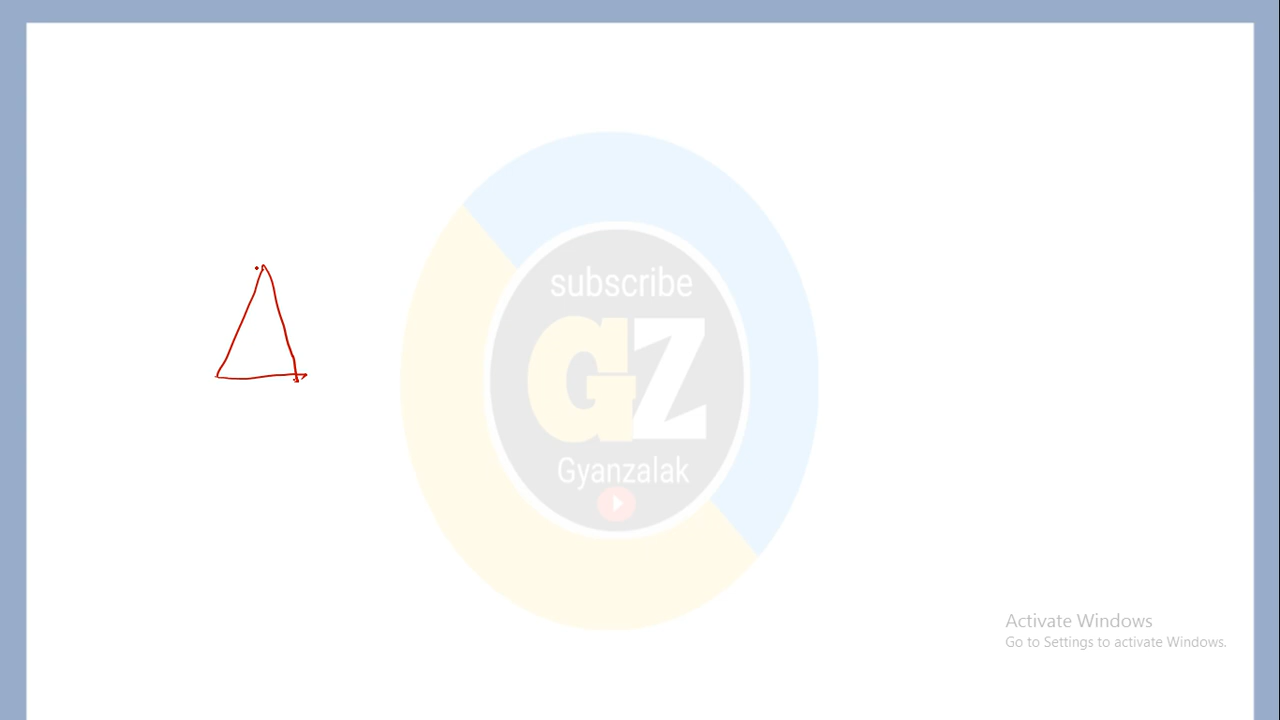 subscribe
GZ
Gyanzalak
Activate Windows
Go to Settings to activate Windows.